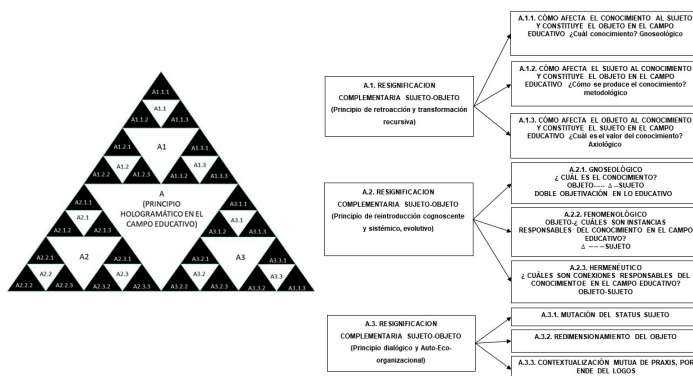 A1.1.1
A1.1
A1.1.2 A1.1.3
A1.2.1 A1 A1.3.1
A1.2 A1.3
A1.2.2 A1.2.3 A1.3.2 A1.3.3
A
(PRINCIPIO
HOLOGRAMÁTICO EN EL
CAMPO EDUCATIVO)
A2.1.1 A3.1.1
A2.1 A3.1
A2.1.2 A2.1.3 A3.1.2 A3.1.3
A2.2.1 A2 A2.3.1 A3.2.1 A3 A3.3.1
A2.2 A2.3 A3.2 A3.3
A2.2.2 A2.2.3 A2.3.2 A2.3.3 A3.2.2 A3.2.3 A3.3.2 A3.3.3
A.1. RESIGNIFICACION
COMPLEMENTARIA SUJETO-OBJETO
(Principio de retroacción y transformación
recursiva)
A.1.1. CÓMO AFECTA EL CONOCIMIENTO AL SUJETO
Y CONSTITUYE EL OBJETO EN EL CAMPO
EDUCATIVO ¿Cuál conocimiento? Gnoseológico
A.1.2. CÓMO AFECTA EL SUJETO AL CONOCIMIENTO
Y CONSTITUYE EL OBJETO EN EL CAMPO
EDUCATIVO ¿Cómo se produce el conocimiento?
metodológico
A.1.3. CÓMO AFECTA EL OBJETO AL CONOCIMIENTO
Y CONSTITUYE EL SUJETO EN EL CAMPO
EDUCATIVO ¿Cuál es el valor del conocimiento?
Axiológico
A.2. RESIGNIFICACION
COMPLEMENTARIA SUJETO-OBJETO
(Principio de reintroducción cognoscente
y sistémico, evolutivo)
A.2.1. GNOSEOLÓGICO
¿ CUÁL ES EL CONOCIMIENTO?
OBJETO----- Δ --SUJETO
DOBLE OBJETIVACIÓN EN LO EDUCATIVO
A.2.2. FENOMENOLÓGICO
OBJETO-¿ CUÁLES SON INSTANCIAS
RESPONSABLES DEL CONOCIMIENTO EN EL CAMPO
EDUCATIVO?
Δ – – –SUJETO
A.2.3. HERMENÉUTICO
¿ CUÁLES SON CONEXIONES RESPONSABLES DEL
CONOCIMIENTOE EN EL CAMPO EDUCATIVO?
OBJETO-SUJETO
A.3. RESIGNIFICACION
COMPLEMENTARIA SUJETO-OBJETO
(Principio dialógico y Auto-Eco-
organizacional)
A.3.1. MUTACIÓN DEL STATUS SUJETO
A.3.2. REDIMENSIONAMIENTO DEL OBJETO
A.3.3. CONTEXTUALIZACIÓN MUTUA DE PRAXIS, POR
ENDE DEL LOGOS